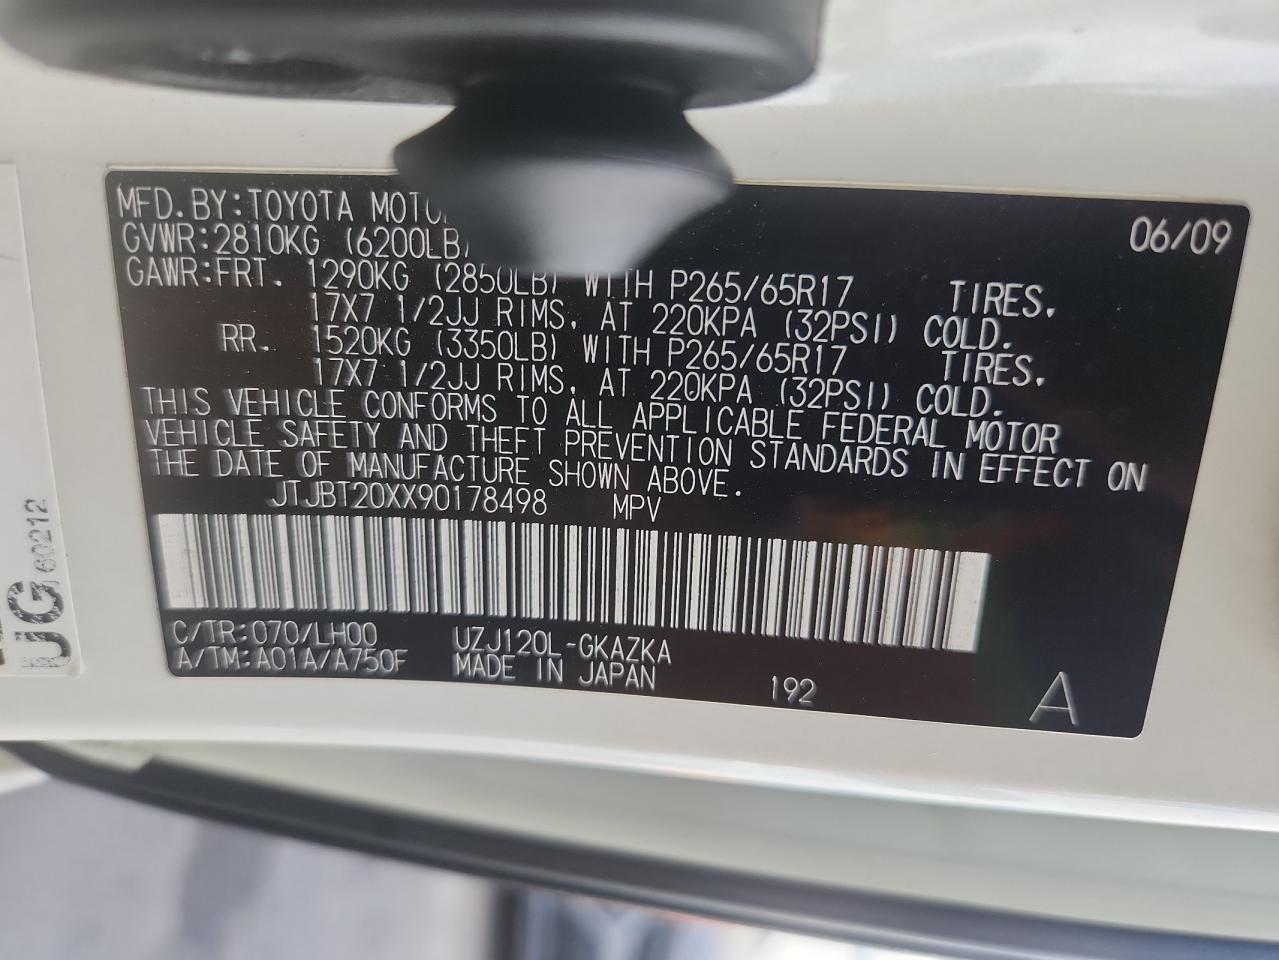 MFD.BY:TOYOTA 06/09
GVWR:2810KG (6200LB)
GAWR:FRT. 1290KG (2850LB) WITH P265/65R17 TIRES.
17X7 1/2JJ RIMS, AT 220KPA (32PSI) COLD.
RR. 1520KG (3350LB) WITH P265/65R17 TIRES.
17X7 1/2JJ RIMS, AT 220KPA (32PSI) COLD.
THIS VEHICLE CONFORMS TO ALL APPLICABLE FEDERAL MOTOR
VEHICLE SAFETY AND THEFT PREVENTION STANDARDS IN EFFECT ON
THE DATE OF MANUFACTURE SHOWN ABOVE.
JTJBT20XX90178498 MPV
C/TR:070/LH00 UZJ120L-GKAZKA
A/TM:A01A/A750F MADE IN JAPAN 192 A
UG 60212